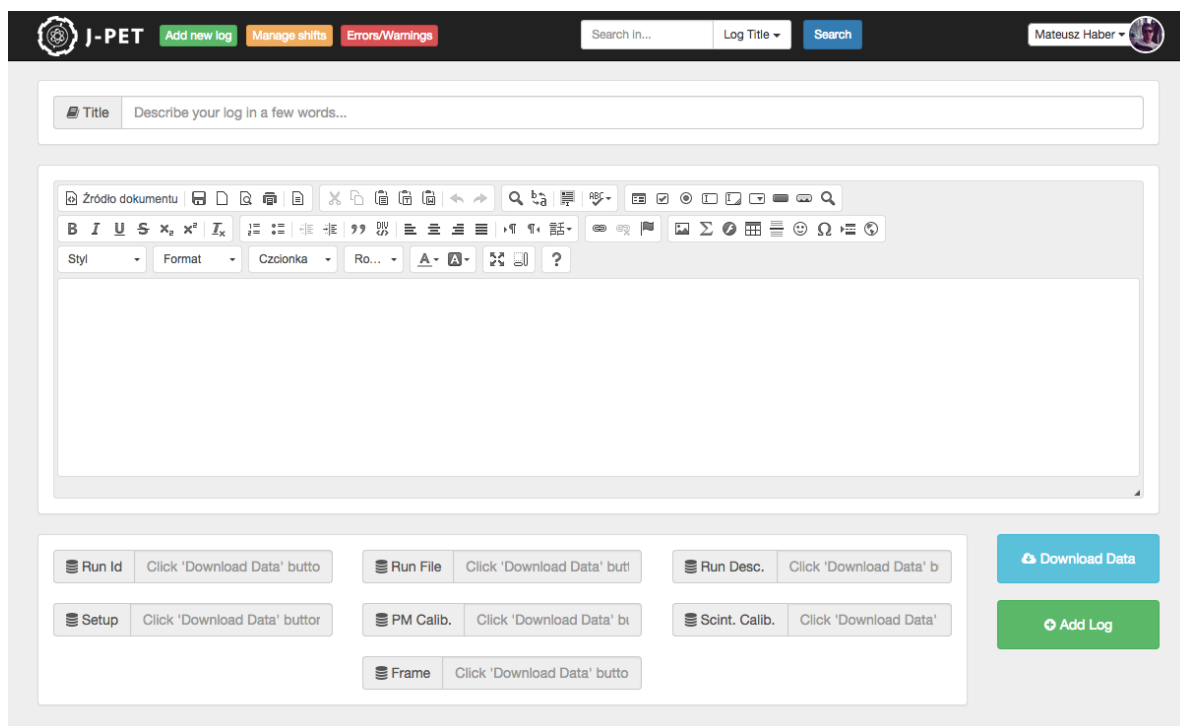 J-PET Add new log Manage shifts Errors/Warnings Search in... Log Title Search Mateusz Haber
Title Describe your log in a few words...
Źródło dokumentu
Styl Format Czcionka Ro... A A ?
Run Id Click 'Download Data' butto Run File Click 'Download Data' butt Run Desc. Click 'Download Data' b Download Data
Setup Click 'Download Data' buttor PM Calib. Click 'Download Data' bu Scint. Calib. Click 'Download Data' Add Log
Frame Click 'Download Data' butto